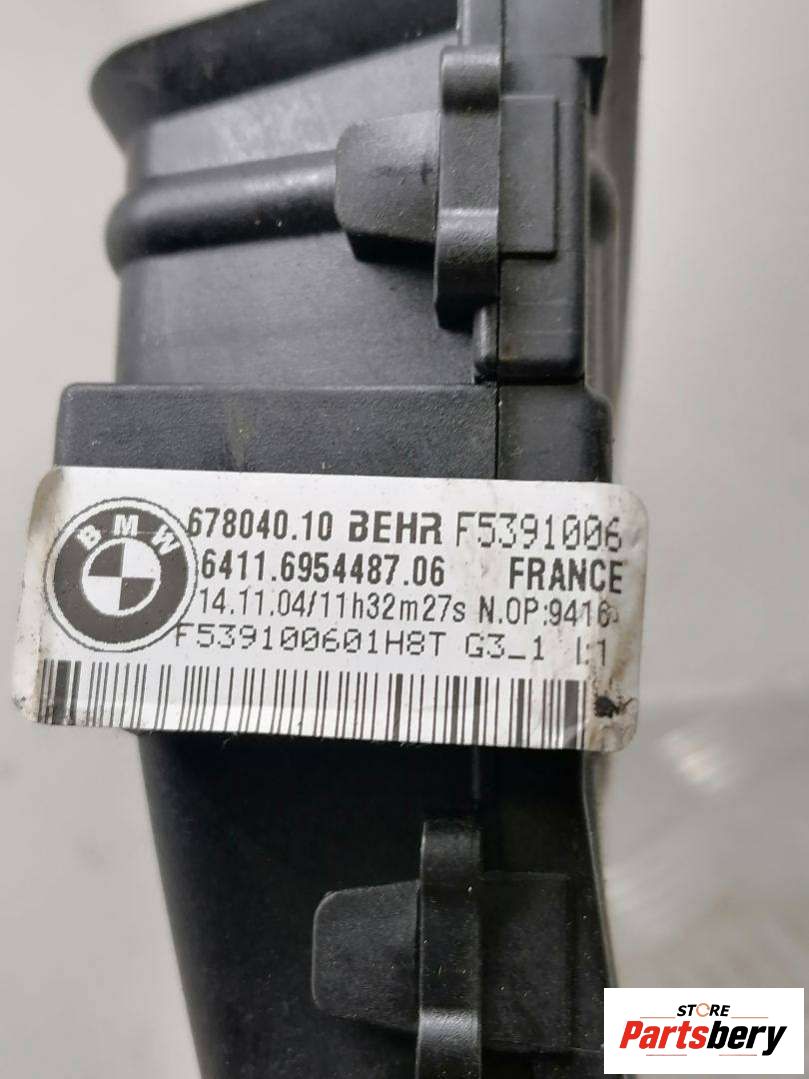 BMW
678040.10 BEHR F5391006
6411.6954487.06 FRANCE
14.11.04/11h32m27s N.OP:9416
F539100601H8T G3_1 I:1
STORE
Partsbery